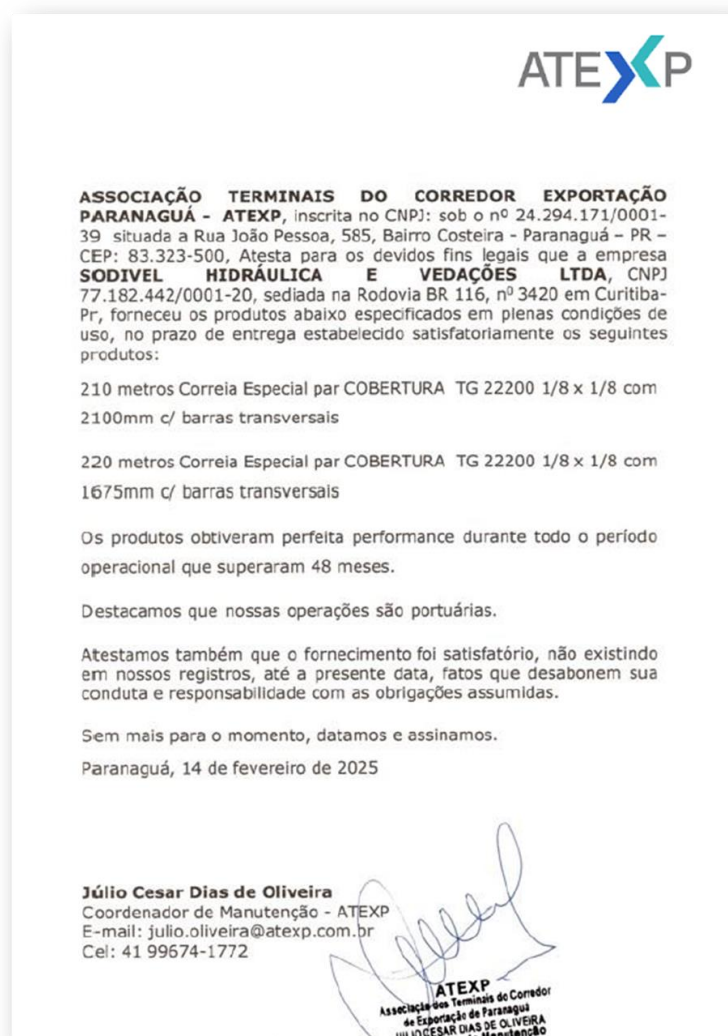 ATEXP
ASSOCIAÇÃO TERMINAIS DO CORREDOR EXPORTAÇÃO
PARANAGUÁ - ATEXP, inscrita no CNPJ: sob o nº 24.294.171/0001-
39 situada a Rua João Pessoa, 585, Bairro Costeira - Paranaguá – PR –
CEP: 83.323-500, Atesta para os devidos fins legais que a empresa
SODIVEL HIDRÁULICA E VEDAÇÕES LTDA, CNPJ
77.182.442/0001-20, sediada na Rodovia BR 116, nº 3420 em Curitiba-
Pr, forneceu os produtos abaixo especificados em plenas condições de
uso, no prazo de entrega estabelecido satisfatoriamente os seguintes
produtos:
210 metros Correia Especial par COBERTURA TG 22200 1/8 x 1/8 com
2100mm c/ barras transversais
220 metros Correia Especial par COBERTURA TG 22200 1/8 x 1/8 com
1675mm c/ barras transversais
Os produtos obtiveram perfeita performance durante todo o período
operacional que superaram 48 meses.
Destacamos que nossas operações são portuárias.
Atestamos também que o fornecimento foi satisfatório, não existindo
em nossos registros, até a presente data, fatos que desabonem sua
conduta e responsabilidade com as obrigações assumidas.
Sem mais para o momento, datamos e assinamos.
Paranaguá, 14 de fevereiro de 2025
Júlio Cesar Dias de Oliveira
Coordenador de Manutenção - ATEXP
E-mail: julio.oliveira@atexp.com.br
Cel: 41 99674-1772
ATEXP
Associação dos Terminais do Corredor
de Exportação de Paranaguá
JULIO CESAR DIAS DE OLIVEIRA
Manutenção